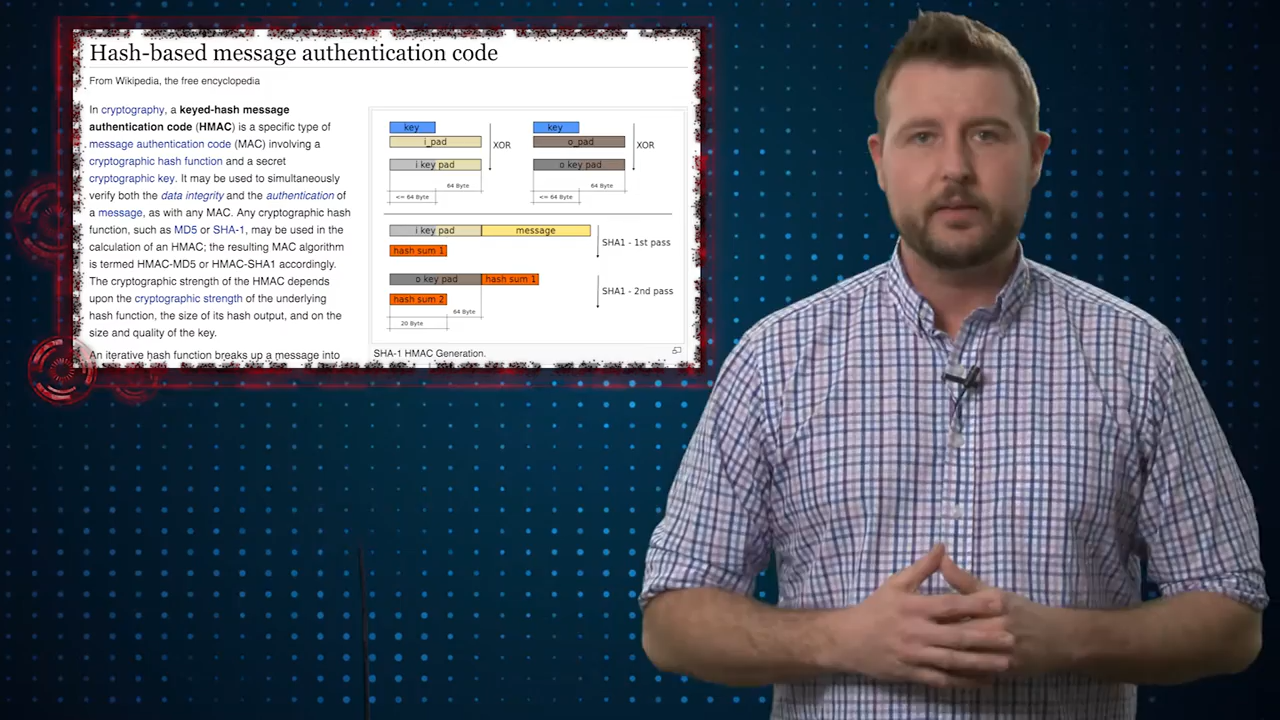 Hash-based message authentication code
From Wikipedia, the free encyclopedia
In cryptography, a keyed-hash message
authentication code (HMAC) is a specific type of
message authentication code (MAC) involving a
cryptographic hash function and a secret
cryptographic key. It may be used to simultaneously
verify both the data integrity and the authentication of
a message, as with any MAC. Any cryptographic hash
function, such as MD5 or SHA-1, may be used in the
calculation of an HMAC; the resulting MAC algorithm
is termed HMAC-MD5 or HMAC-SHA1 accordingly.
The cryptographic strength of the HMAC depends
upon the cryptographic strength of the underlying
hash function, the size of its hash output, and on the
size and quality of the key.
An iterative hash function breaks up a message into
key
i_pad
XOR
i key pad
64 Byte
<= 64 Byte
key
o_pad
XOR
o key pad
64 Byte
<= 64 Byte
i key pad message
SHA1 - 1st pass
hash sum 1
o key pad hash sum 1
SHA1 - 2nd pass
hash sum 2
64 Byte
20 Byte
SHA-1 HMAC Generation.